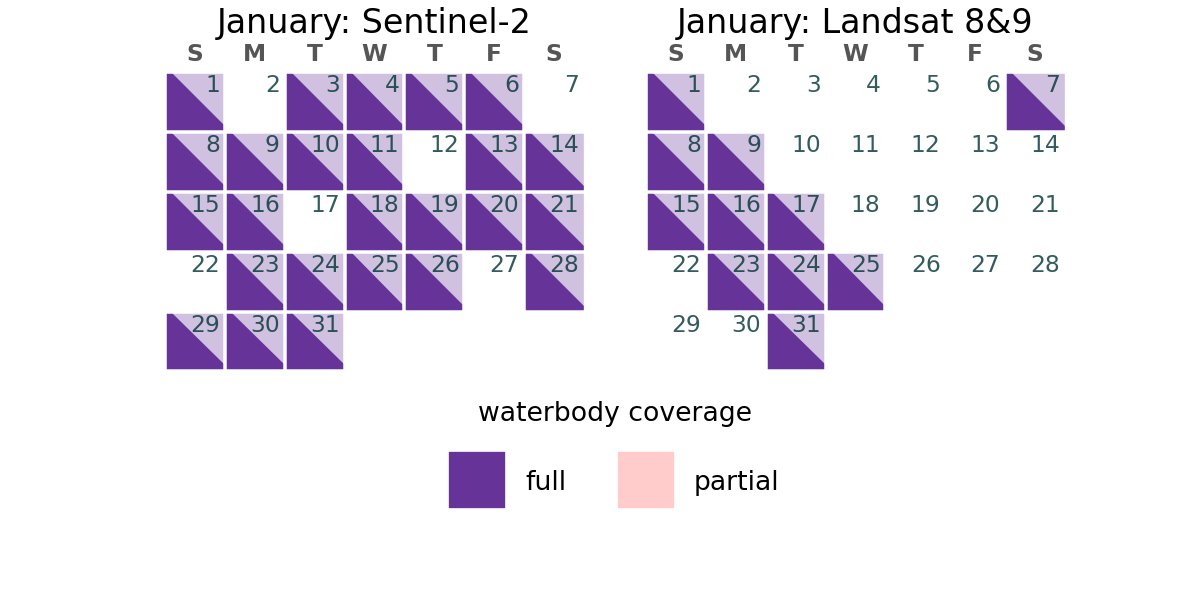 January: Sentinel-2
S M T W T F S
1 2 3 4 5 6 7
8 9 10 11 12 13 14
15 16 17 18 19 20 21
22 23 24 25 26 27 28
29 30 31
January: Landsat 8&9
S M T W T F S
1 2 3 4 5 6 7
8 9 10 11 12 13 14
15 16 17 18 19 20 21
22 23 24 25 26 27 28
29 30 31
waterbody coverage
full partial